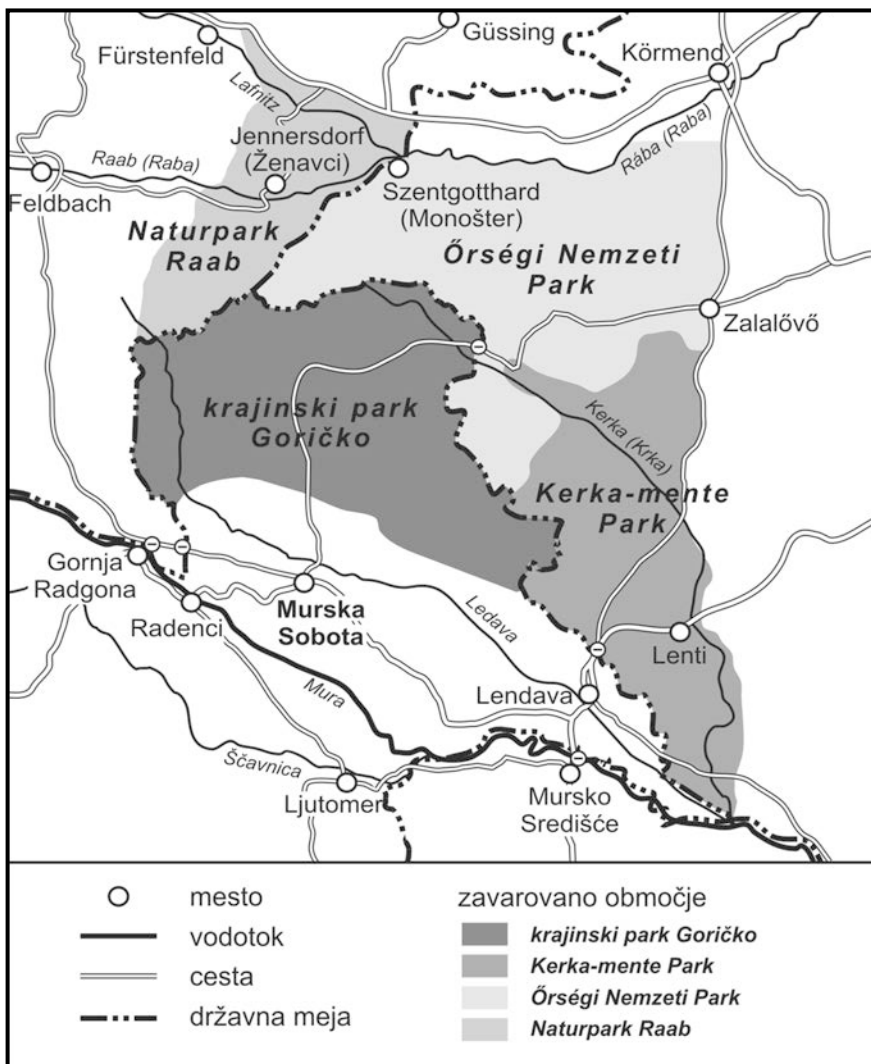 Güssing
Fürstenfeld
Körmend
Lafnitz
Jennersdorf
(Ženavci)
Raab (Raba)
Rába (Raba)
Feldbach
Szentgotthard
(Monošter)
Naturpark
Raab
Őrségi Nemzeti
Park
Zalalővő
krajinski park
Goričko
Kerka (Krka)
Kerka-mente
Park
Gornja
Radgona
Radenci
Murska
Sobota
Ledava
Lenti
Mura
Lendava
Ščavnica
Ljutomer
Mursko
Središće
mesto
vodotok
cesta
državna meja
zavarovano območje
krajinski park Goričko
Kerka-mente Park
Őrségi Nemzeti Park
Naturpark Raab